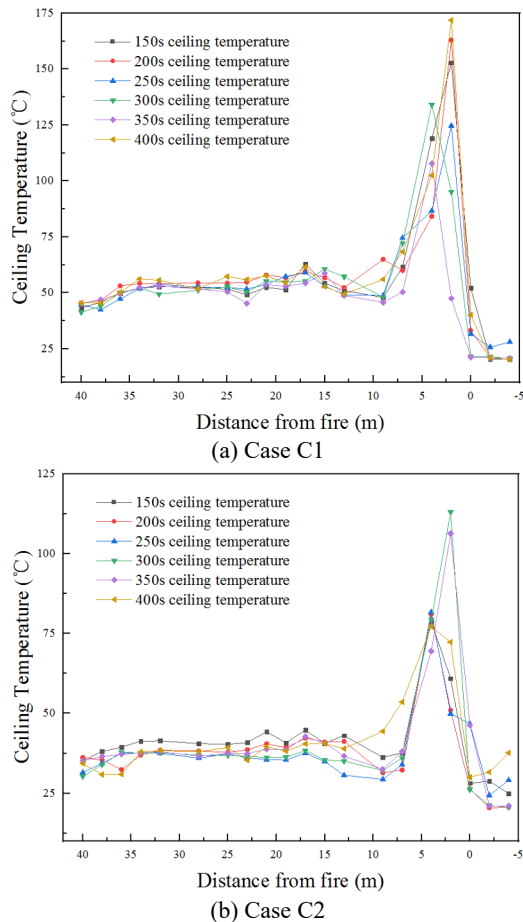 175
150
125
100
75
50
25
150s ceiling temperature
200s ceiling temperature
250s ceiling temperature
300s ceiling temperature
350s ceiling temperature
400s ceiling temperature
Ceiling Temperature (℃)
40 35 30 25 20 15 10 5 0 -5
Distance from fire (m)
(a) Case C1
125
100
75
50
25
150s ceiling temperature
200s ceiling temperature
250s ceiling temperature
300s ceiling temperature
350s ceiling temperature
400s ceiling temperature
Ceiling Temperature (℃)
40 35 30 25 20 15 10 5 0 -5
Distance from fire (m)
(b) Case C2